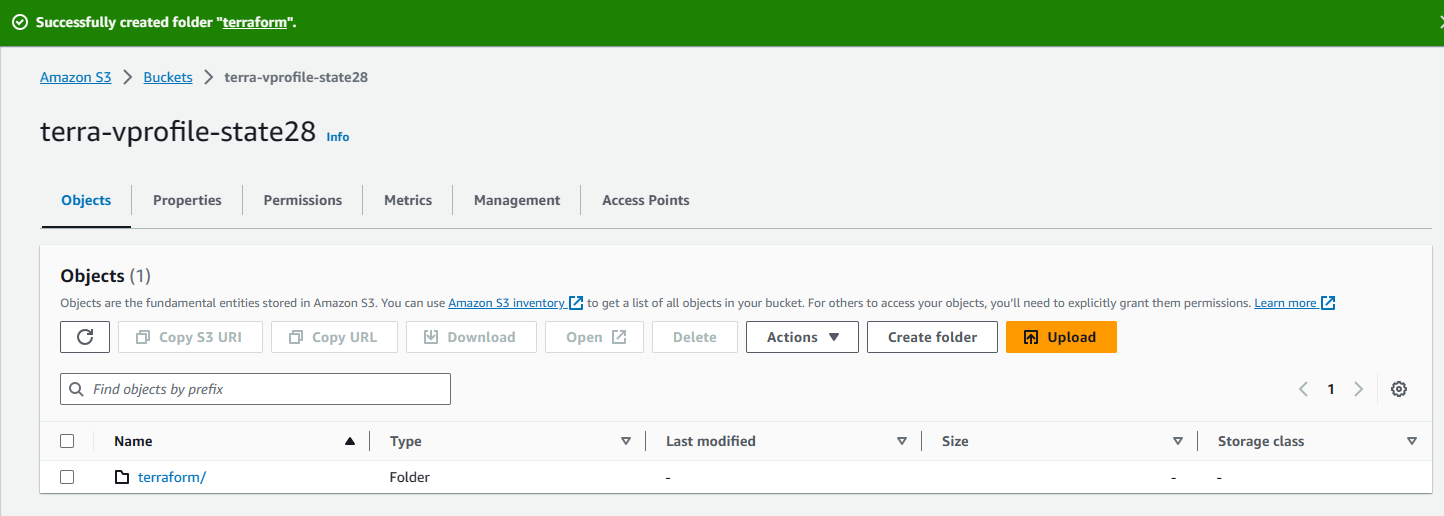 Successfully created folder "terraform".
Amazon S3 > Buckets > terra-vprofile-state28
terra-vprofile-state28 Info
Objects Properties Permissions Metrics Management Access Points
Objects (1)
Objects are the fundamental entities stored in Amazon S3. You can use Amazon S3 inventory to get a list of all objects in your bucket. For others to access your objects, you'll need to explicitly grant them permissions. Learn more
Copy S3 URI Copy URL Download Open Delete Actions Create folder Upload
Find objects by prefix 1
Name Type Last modified Size Storage class
terraform/ Folder - - -